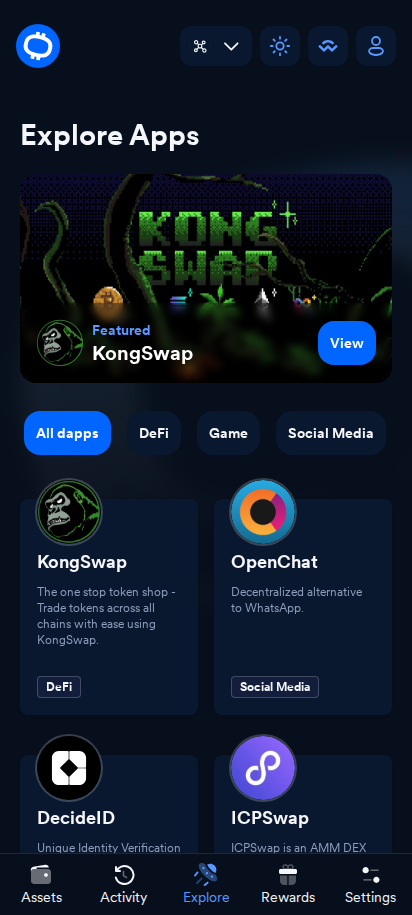 Explore Apps
KONG
SWAP
Featured
KongSwap
View
All dapps
DeFi
Game
Social Media
KongSwap
The one stop token shop -
Trade tokens across all
chains with ease using
KongSwap.
DeFi
OpenChat
Decentralized alternative
to WhatsApp.
Social Media
DecideID
Unique Identity Verification
ICPSwap
ICPSwap is an AMM DEX
Assets
Activity
Explore
Rewards
Settings